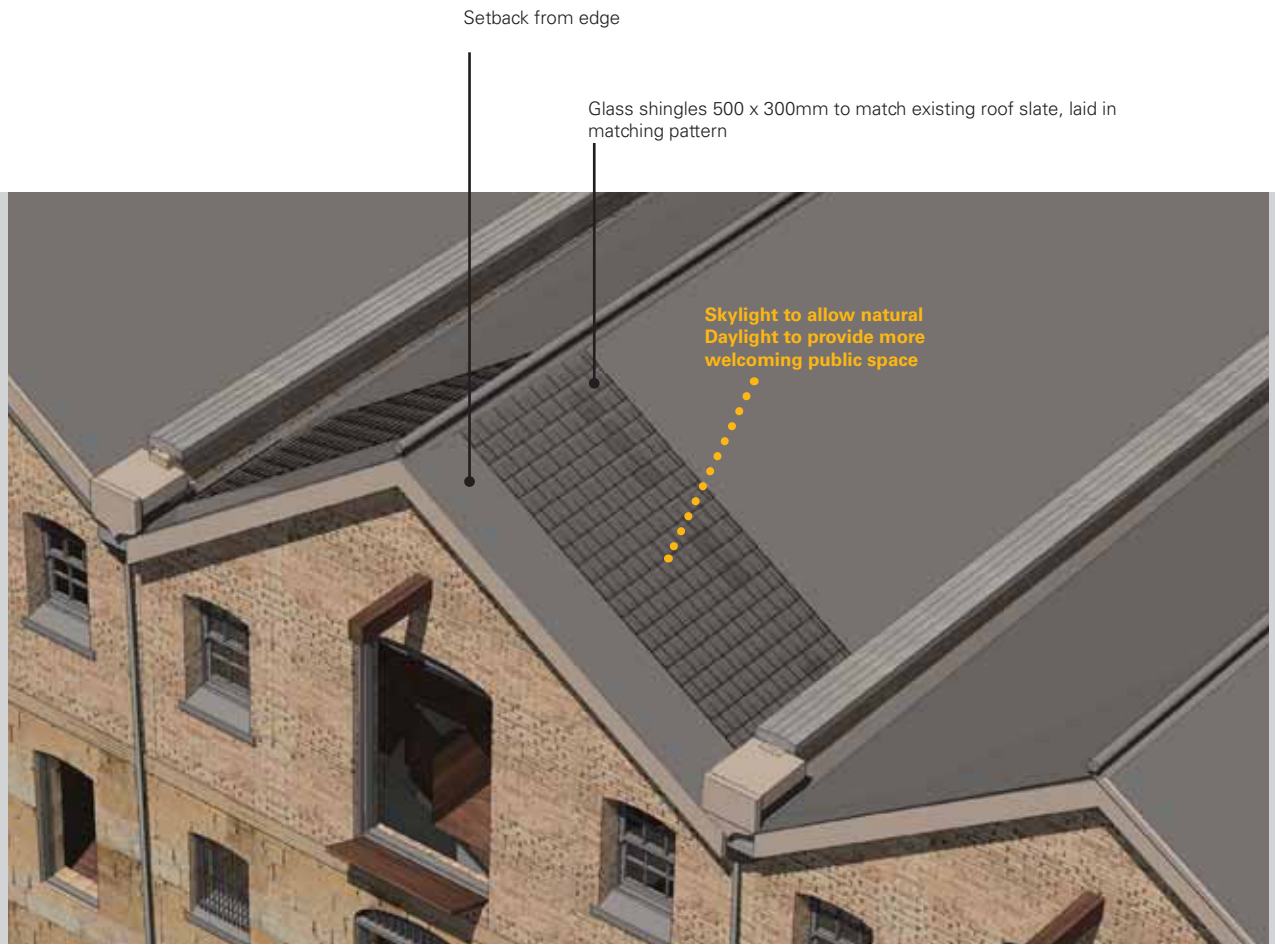 Setback from edge
Glass shingles 500 x 300mm to match existing roof slate, laid in
matching pattern
Skylight to allow natural
Daylight to provide more
welcoming public space